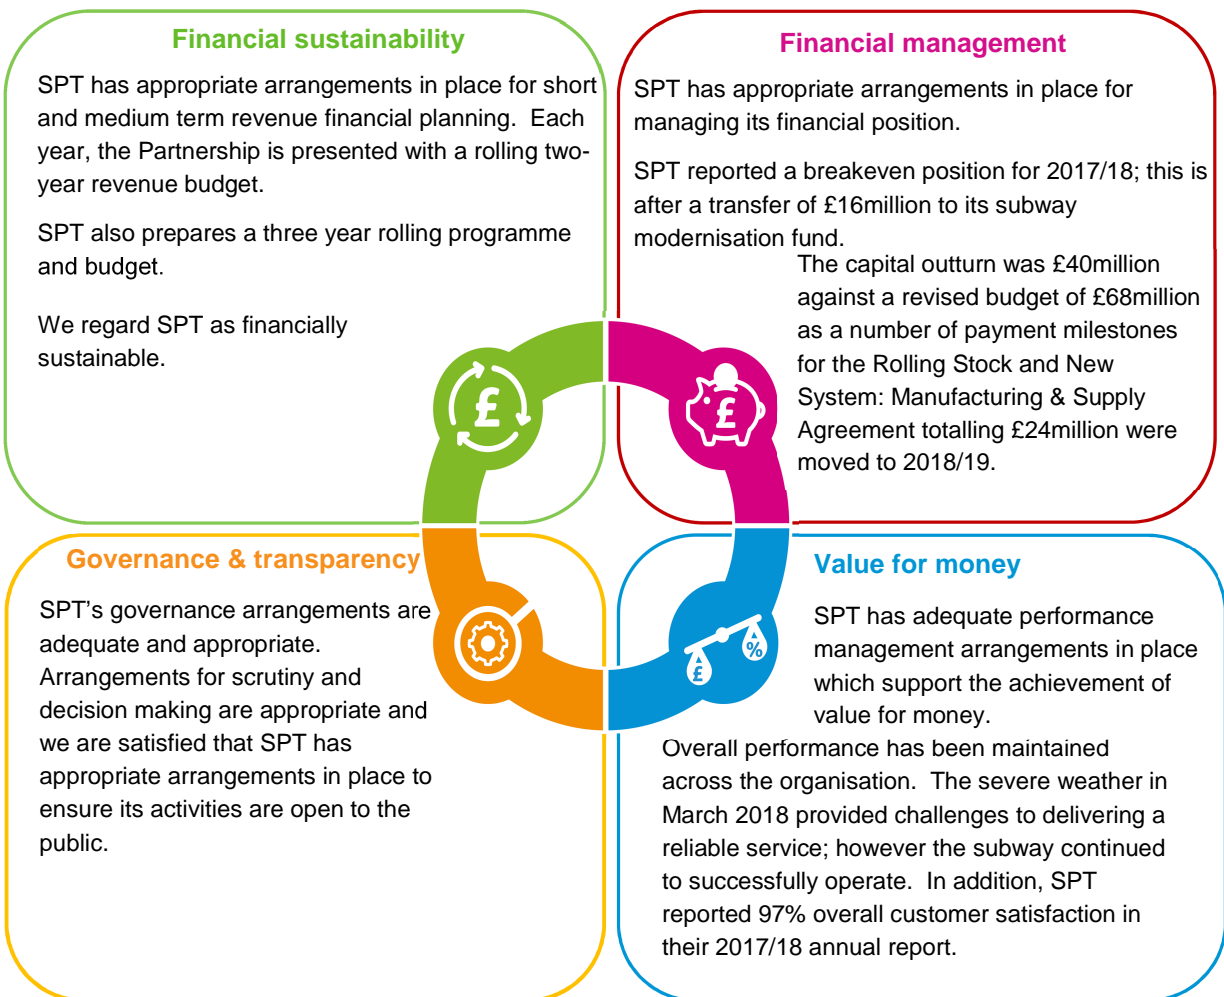 Financial sustainability
SPT has appropriate arrangements in place for short
and medium term revenue financial planning.  Each
year, the Partnership is presented with a rolling two-
year revenue budget.
SPT also prepares a three year rolling programme
and budget.
We regard SPT as financially
sustainable.
£
Financial management
SPT has appropriate arrangements in place for
managing its financial position.
SPT reported a breakeven position for 2017/18; this is
after a transfer of £16million to its subway
modernisation fund.
The capital outturn was £40million
against a revised budget of £68million
as a number of payment milestones
for the Rolling Stock and New
System: Manufacturing & Supply
Agreement totalling £24million were
moved to 2018/19.
£
Governance & transparency
SPT’s governance arrangements are
adequate and appropriate.
Arrangements for scrutiny and
decision making are appropriate and
we are satisfied that SPT has
appropriate arrangements in place to
ensure its activities are open to the
public.
Value for money
SPT has adequate performance
management arrangements in place
which support the achievement of
value for money.
Overall performance has been maintained
across the organisation.  The severe weather in
March 2018 provided challenges to delivering a
reliable service; however the subway continued
to successfully operate.  In addition, SPT
reported 97% overall customer satisfaction in
their 2017/18 annual report.
£
%